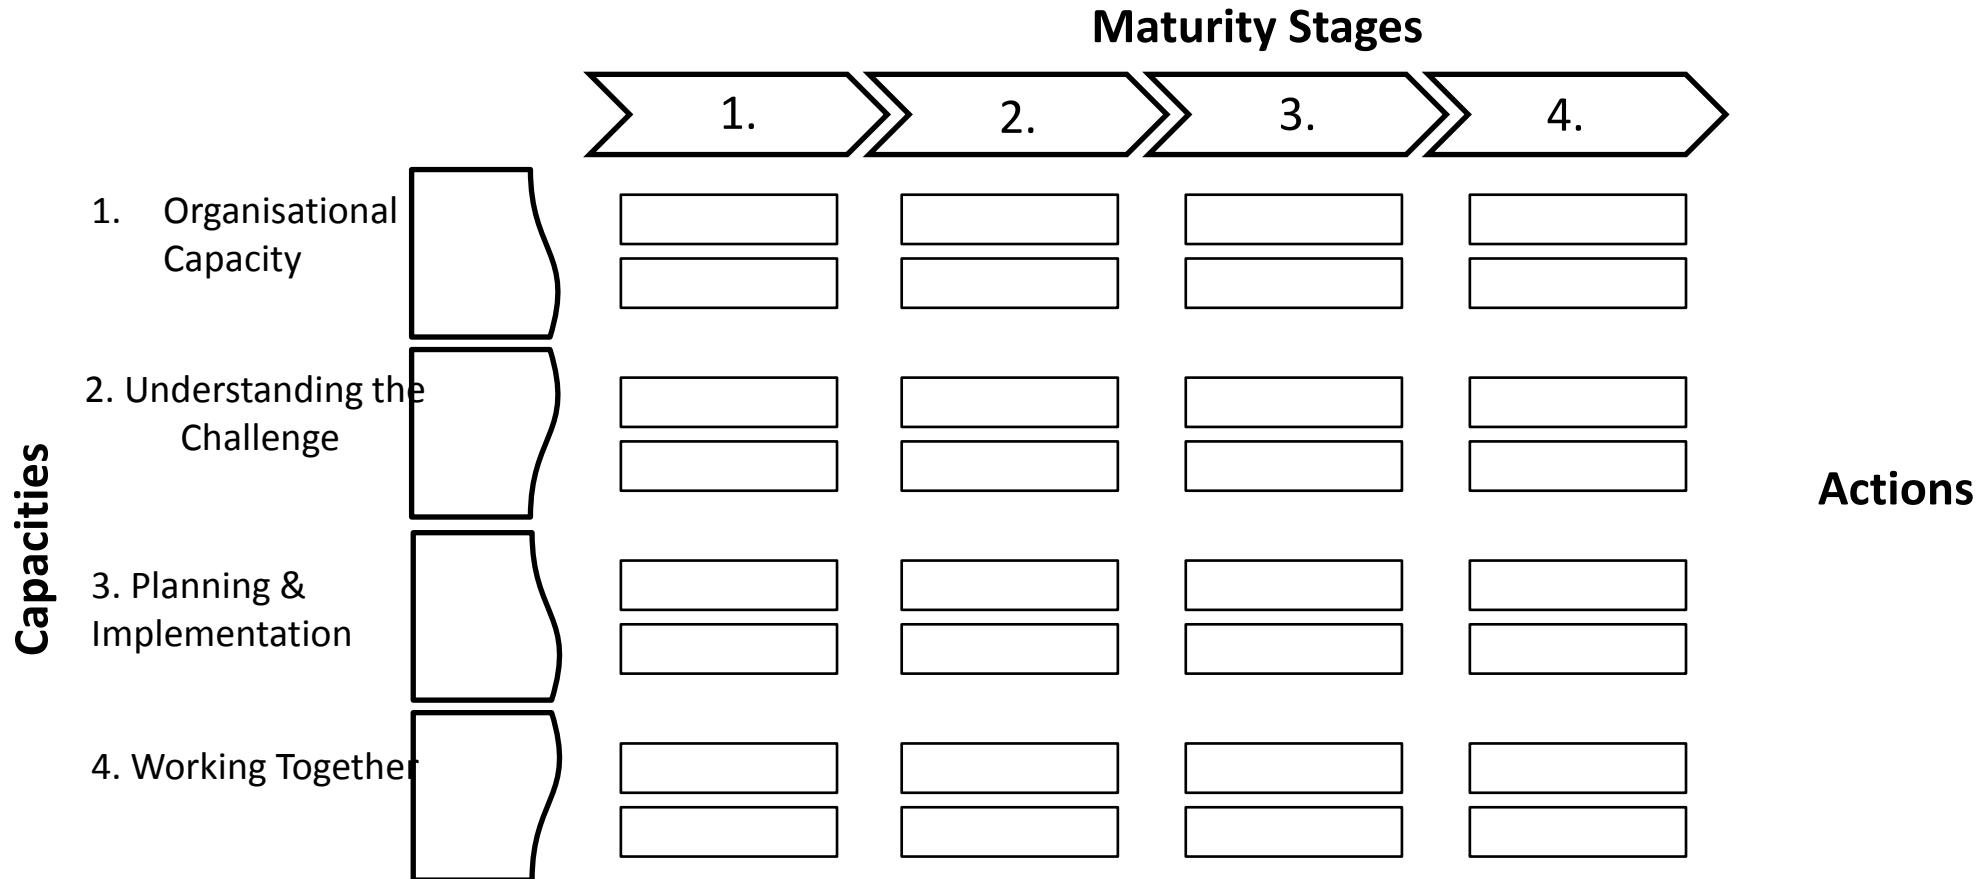 Maturity Stages
1.
2.
3.
4.
1. Organisational
Capacity
2. Understanding the
Challenge
3. Planning &
Implementation
4. Working Together
Capacities
Actions